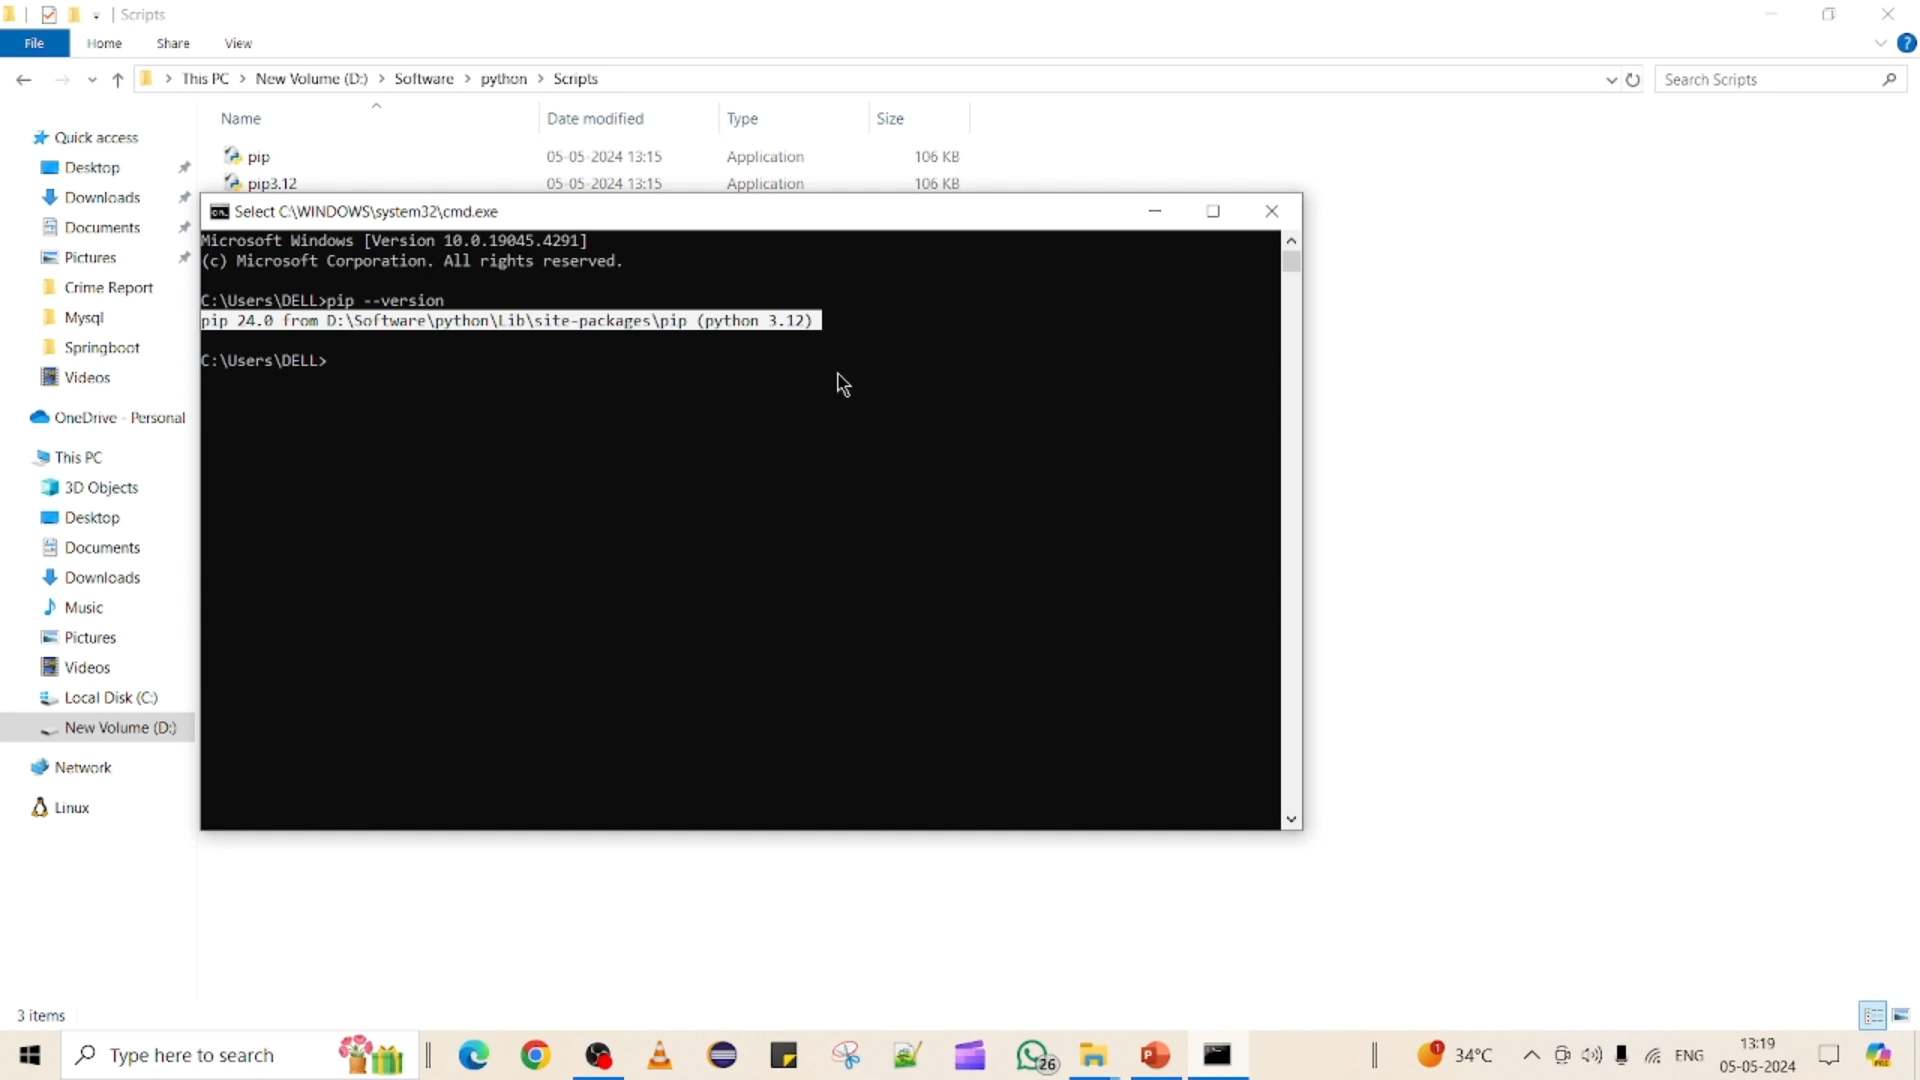 Scripts
File Home Share View
This PC New Volume (D:) Software python Scripts
Search Scripts
Name Date modified Type Size
pip 05-05-2024 13:15 Application 106 KB
pip3.12 05-05-2024 13:15 Application 106 KB
Quick access
Desktop
Downloads
Documents
Pictures
Crime Report
Mysql
Springboot
Videos
OneDrive - Personal
This PC
3D Objects
Desktop
Documents
Downloads
Music
Pictures
Videos
Local Disk (C:)
New Volume (D:)
Network
Linux
Select C:\WINDOWS\system32\cmd.exe
Microsoft Windows [Version 10.0.19045.4291]
(c) Microsoft Corporation. All rights reserved.
C:\Users\DELL>pip --version
pip 24.0 from D:\Software\python\Lib\site-packages\pip (python 3.12)
C:\Users\DELL>
3 items
Type here to search
26
1
34°C
ENG
13:19
05-05-2024